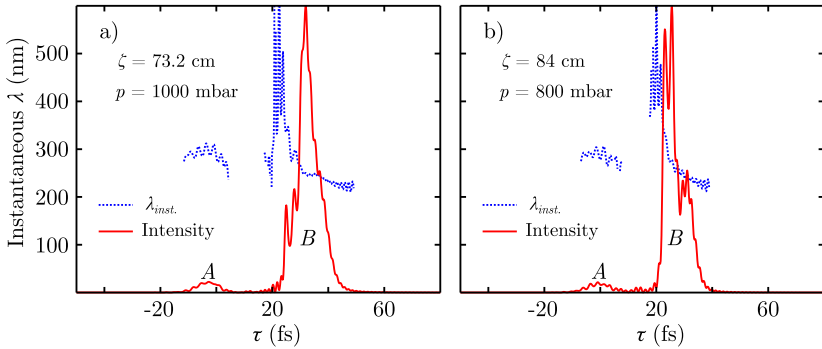 Instantaneous λ (nm)
500
400
300
200
100
a)
ζ = 73.2 cm
p = 1000 mbar
λinst.
Intensity
A
B
-20
20
60
τ (fs)
b)
ζ = 84 cm
p = 800 mbar
λinst.
Intensity
A
B
-20
20
60
τ (fs)